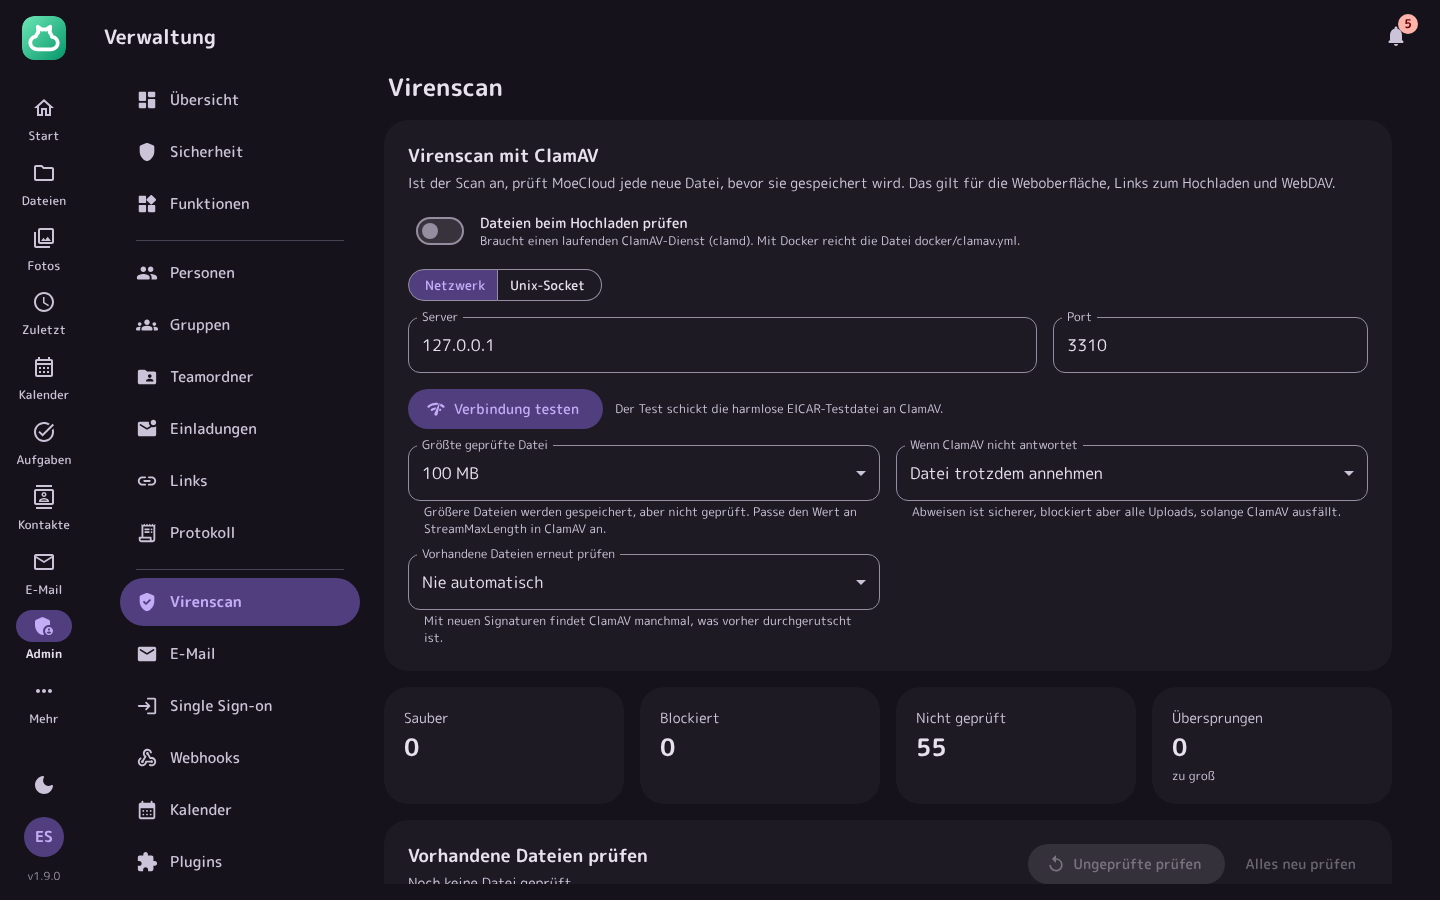 Verwaltung
5
Start
Dateien
Fotos
Zuletzt
Kalender
Aufgaben
Kontakte
E-Mail
Admin
Mehr
ES
v1.9.0
Übersicht
Sicherheit
Funktionen
Personen
Gruppen
Teamordner
Einladungen
Links
Protokoll
Virenscan
E-Mail
Single Sign-on
Webhooks
Kalender
Plugins
Virenscan
Virenscan mit ClamAV
Ist der Scan an, prüft MoeCloud jede neue Datei, bevor sie gespeichert wird. Das gilt für die Weboberfläche, Links zum Hochladen und WebDAV.
Dateien beim Hochladen prüfen
Braucht einen laufenden ClamAV-Dienst (clamd). Mit Docker reicht die Datei docker/clamav.yml.
Netzwerk
Unix-Socket
Server
127.0.0.1
Port
3310
Verbindung testen
Der Test schickt die harmlose EICAR-Testdatei an ClamAV.
Größte geprüfte Datei
100 MB
Größere Dateien werden gespeichert, aber nicht geprüft. Passe den Wert an
StreamMaxLength in ClamAV an.
Wenn ClamAV nicht antwortet
Datei trotzdem annehmen
Abweisen ist sicherer, blockiert aber alle Uploads, solange ClamAV ausfällt.
Vorhandene Dateien erneut prüfen
Nie automatisch
Mit neuen Signaturen findet ClamAV manchmal, was vorher durchgerutscht
ist.
Sauber
0
Blockiert
0
Nicht geprüft
55
Übersprungen
0
zu groß
Vorhandene Dateien prüfen
Noch keine Datei geprüft
Ungeprüfte prüfen
Alles neu prüfen